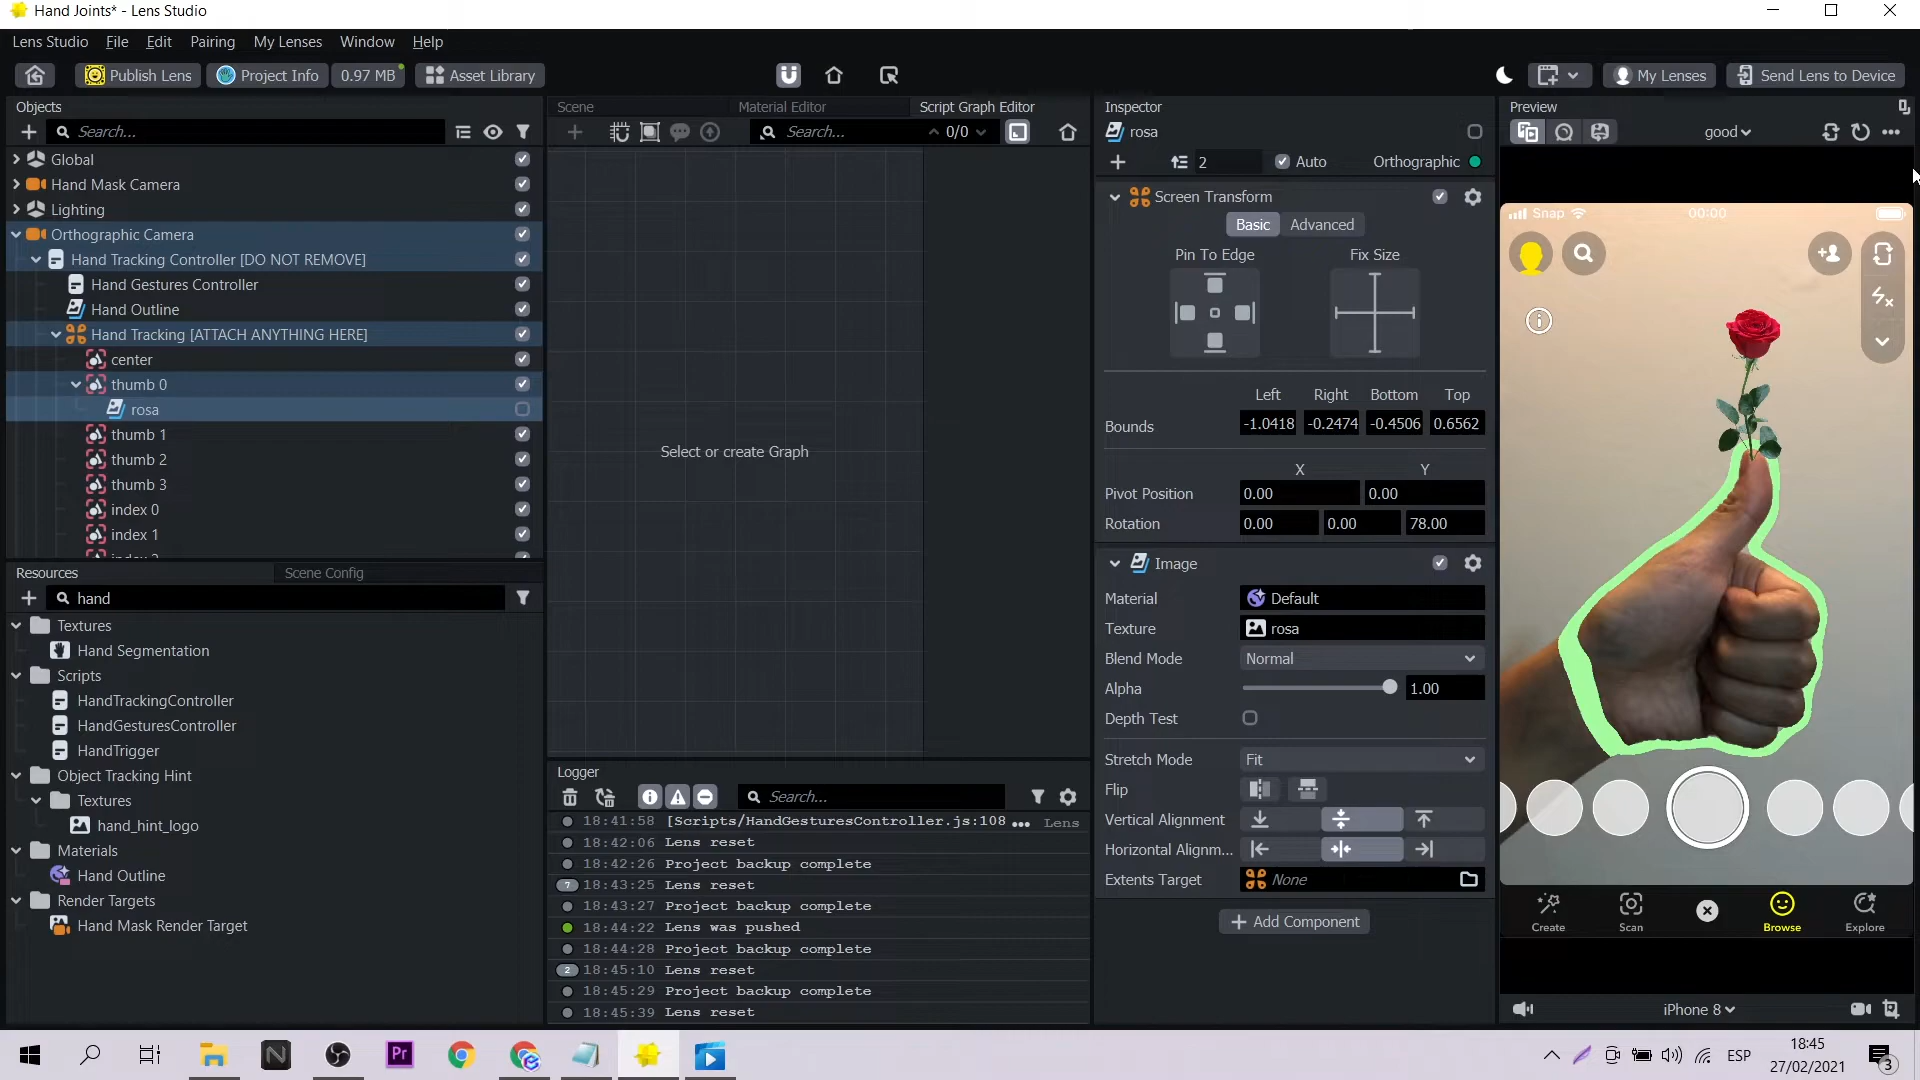 Hand Joints* - Lens Studio
Lens Studio File Edit Pairing My Lenses Window Help
Publish Lens Project Info 0.97 MB Asset Library My Lenses Send Lens to Device
Objects
Search...
Global
Hand Mask Camera
Lighting
Orthographic Camera
Hand Tracking Controller [DO NOT REMOVE]
Hand Gestures Controller
Hand Outline
Hand Tracking [ATTACH ANYTHING HERE]
center
thumb 0
rosa
thumb 1
thumb 2
thumb 3
index 0
index 1
Resources Scene Config
hand
Textures
Hand Segmentation
Scripts
HandTrackingController
HandGesturesController
HandTrigger
Object Tracking Hint
Textures
hand_hint_logo
Materials
Hand Outline
Render Targets
Hand Mask Render Target
Scene Material Editor Script Graph Editor
Search... 0/0
Select or create Graph
Logger
Search...
18:41:58 [Scripts/HandGesturesController.js:108 ... Lens
18:42:06 Lens reset
18:42:26 Project backup complete
7 18:43:25 Lens reset
18:43:27 Project backup complete
18:44:22 Lens was pushed
18:44:28 Project backup complete
2 18:45:10 Lens reset
18:45:29 Project backup complete
18:45:39 Lens reset
Inspector
rosa
2 Auto Orthographic
Screen Transform
Basic Advanced
Pin To Edge Fix Size
Left Right Bottom Top
Bounds -1.0418 -0.2474 -0.4506 0.6562
X Y
Pivot Position 0.00 0.00
Rotation 0.00 0.00 78.00
Image
Material Default
Texture rosa
Blend Mode Normal
Alpha 1.00
Depth Test
Stretch Mode Fit
Flip
Vertical Alignment
Horizontal Alignm...
Extents Target None
Add Component
Preview
good
Snap 00:00
Create Scan Browse Explore
iPhone 8
Pr
N
ESP
18:45
27/02/2021
3